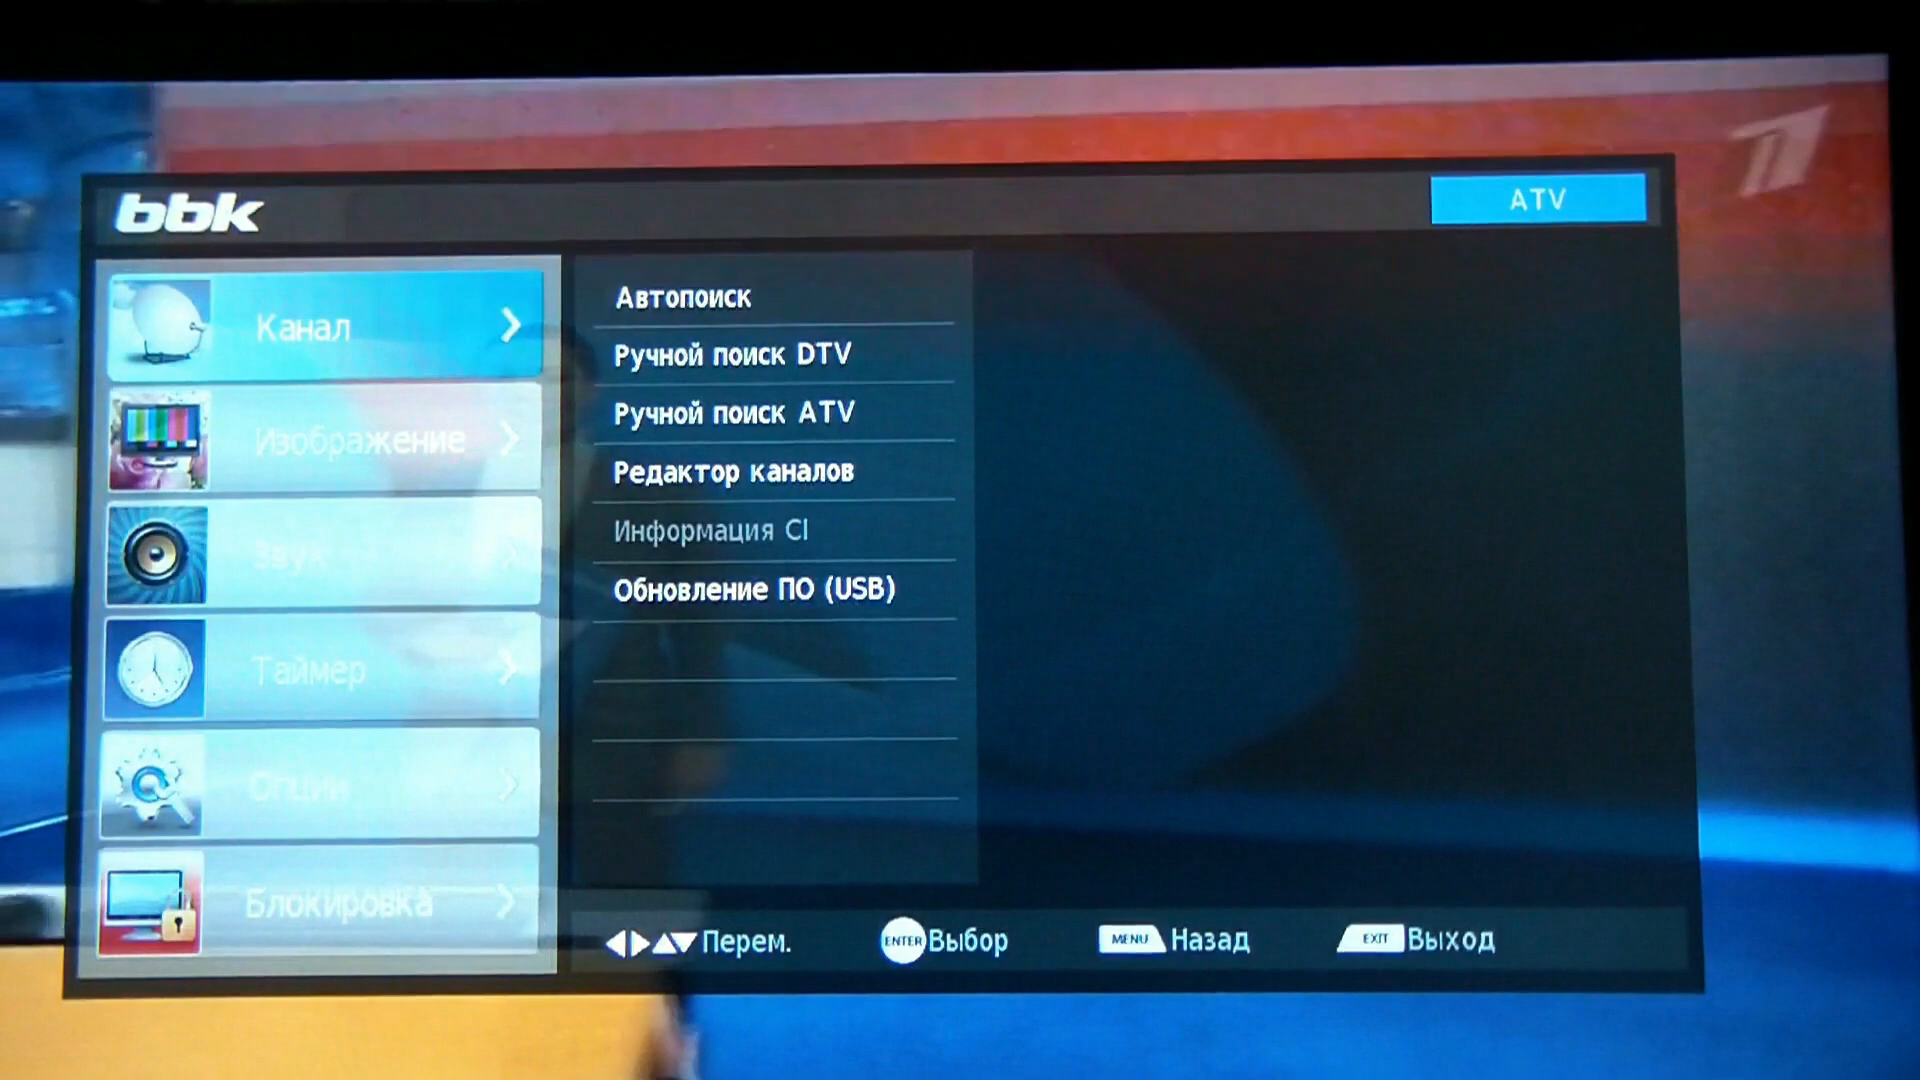 bbk
ATV
Канал
Изображение
Звук
Таймер
Опции
Блокировка
Автопоиск
Ручной поиск DTV
Ручной поиск ATV
Редактор каналов
Информация CI
Обновление ПО (USB)
Перем.
ENTER Выбор
MENU Назад
EXIT Выход